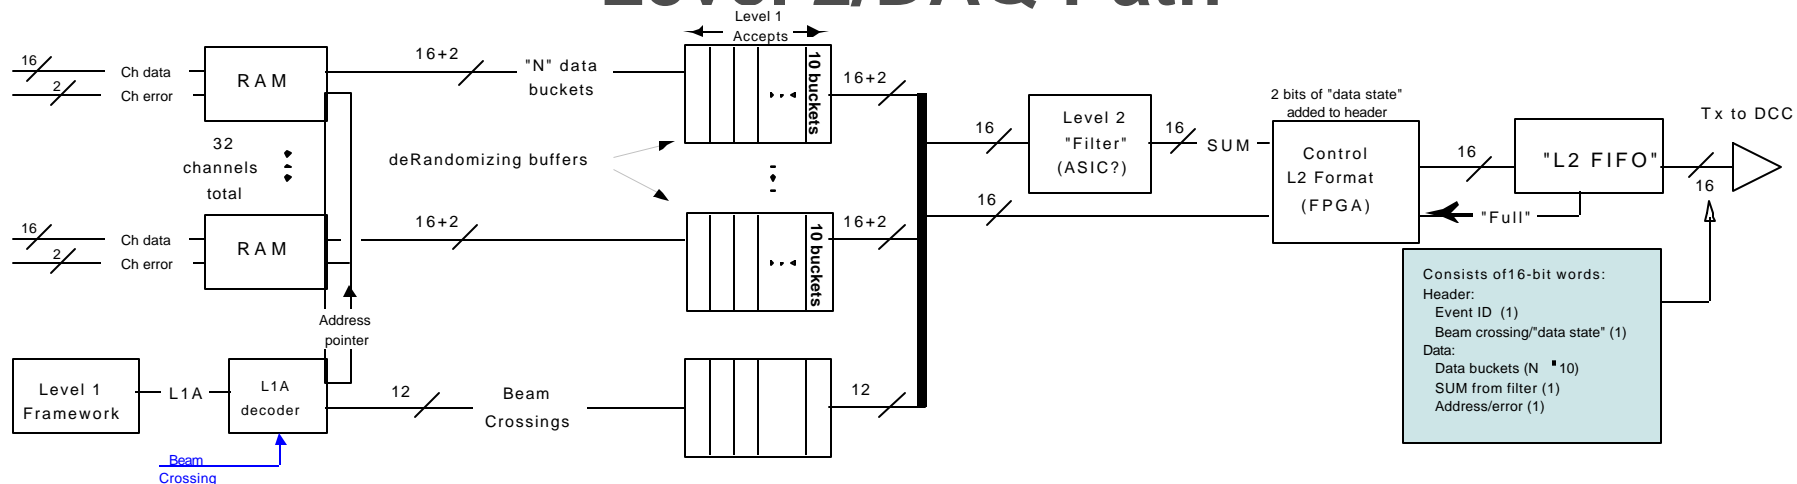 Level 2/DAQ Path
Level 1
Accepts
16
Ch data
2
Ch error
RAM
16+2
"N" data
buckets
10 buckets
16+2
32
channels
total
deRandomizing buffers
16
Ch data
2
Ch error
RAM
16+2
10 buckets
16+2
Address
pointer
Level 1
Framework
L1A
L1A
decoder
Beam
Crossing
12
Beam
Crossings
12
16
Level 2
"Filter"
(ASIC?)
16
SUM
16
2 bits of "data state"
added to header
Control
L2 Format
(FPGA)
16
"L2 FIFO"
"Full"
Tx to DCC
16
Consists of16-bit words:
Header:
Event ID (1)
Beam crossing/"data state" (1)
Data:
Data buckets (N 10)
SUM from filter (1)
Address/error (1)